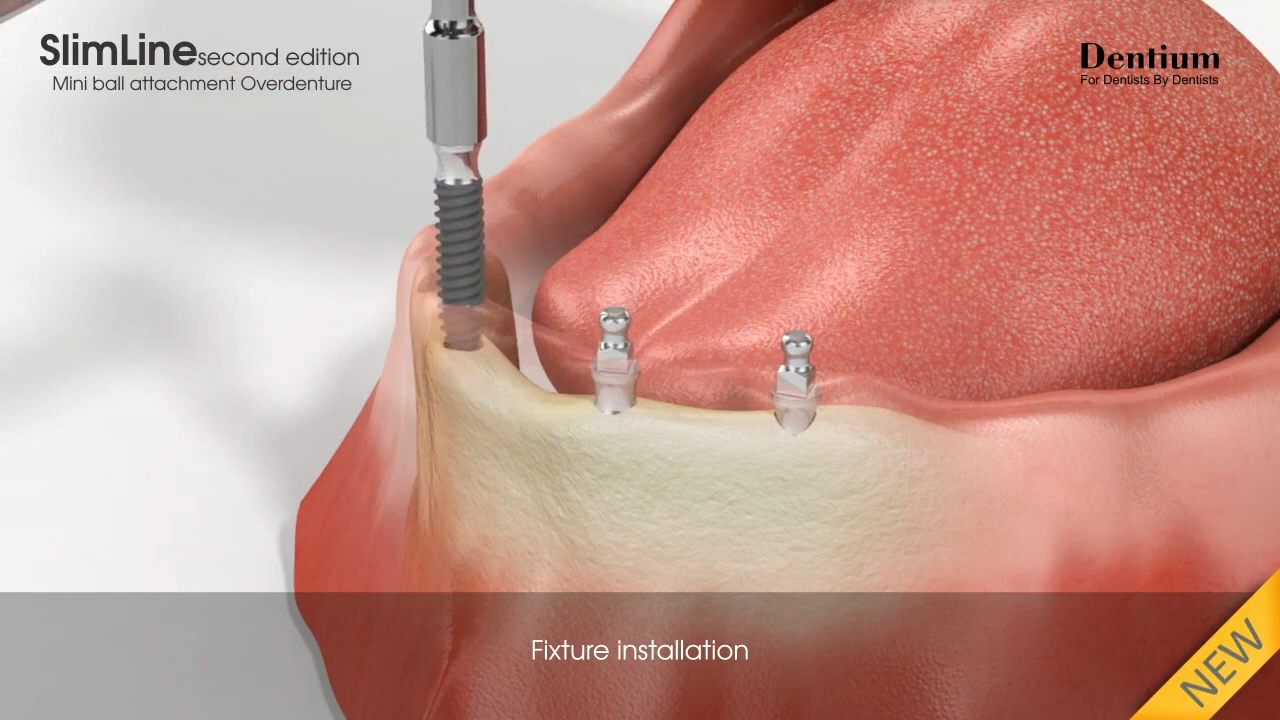 SlimLine second edition
Mini ball attachment Overdenture
Dentium
For Dentists By Dentists
Fixture installation
NEW